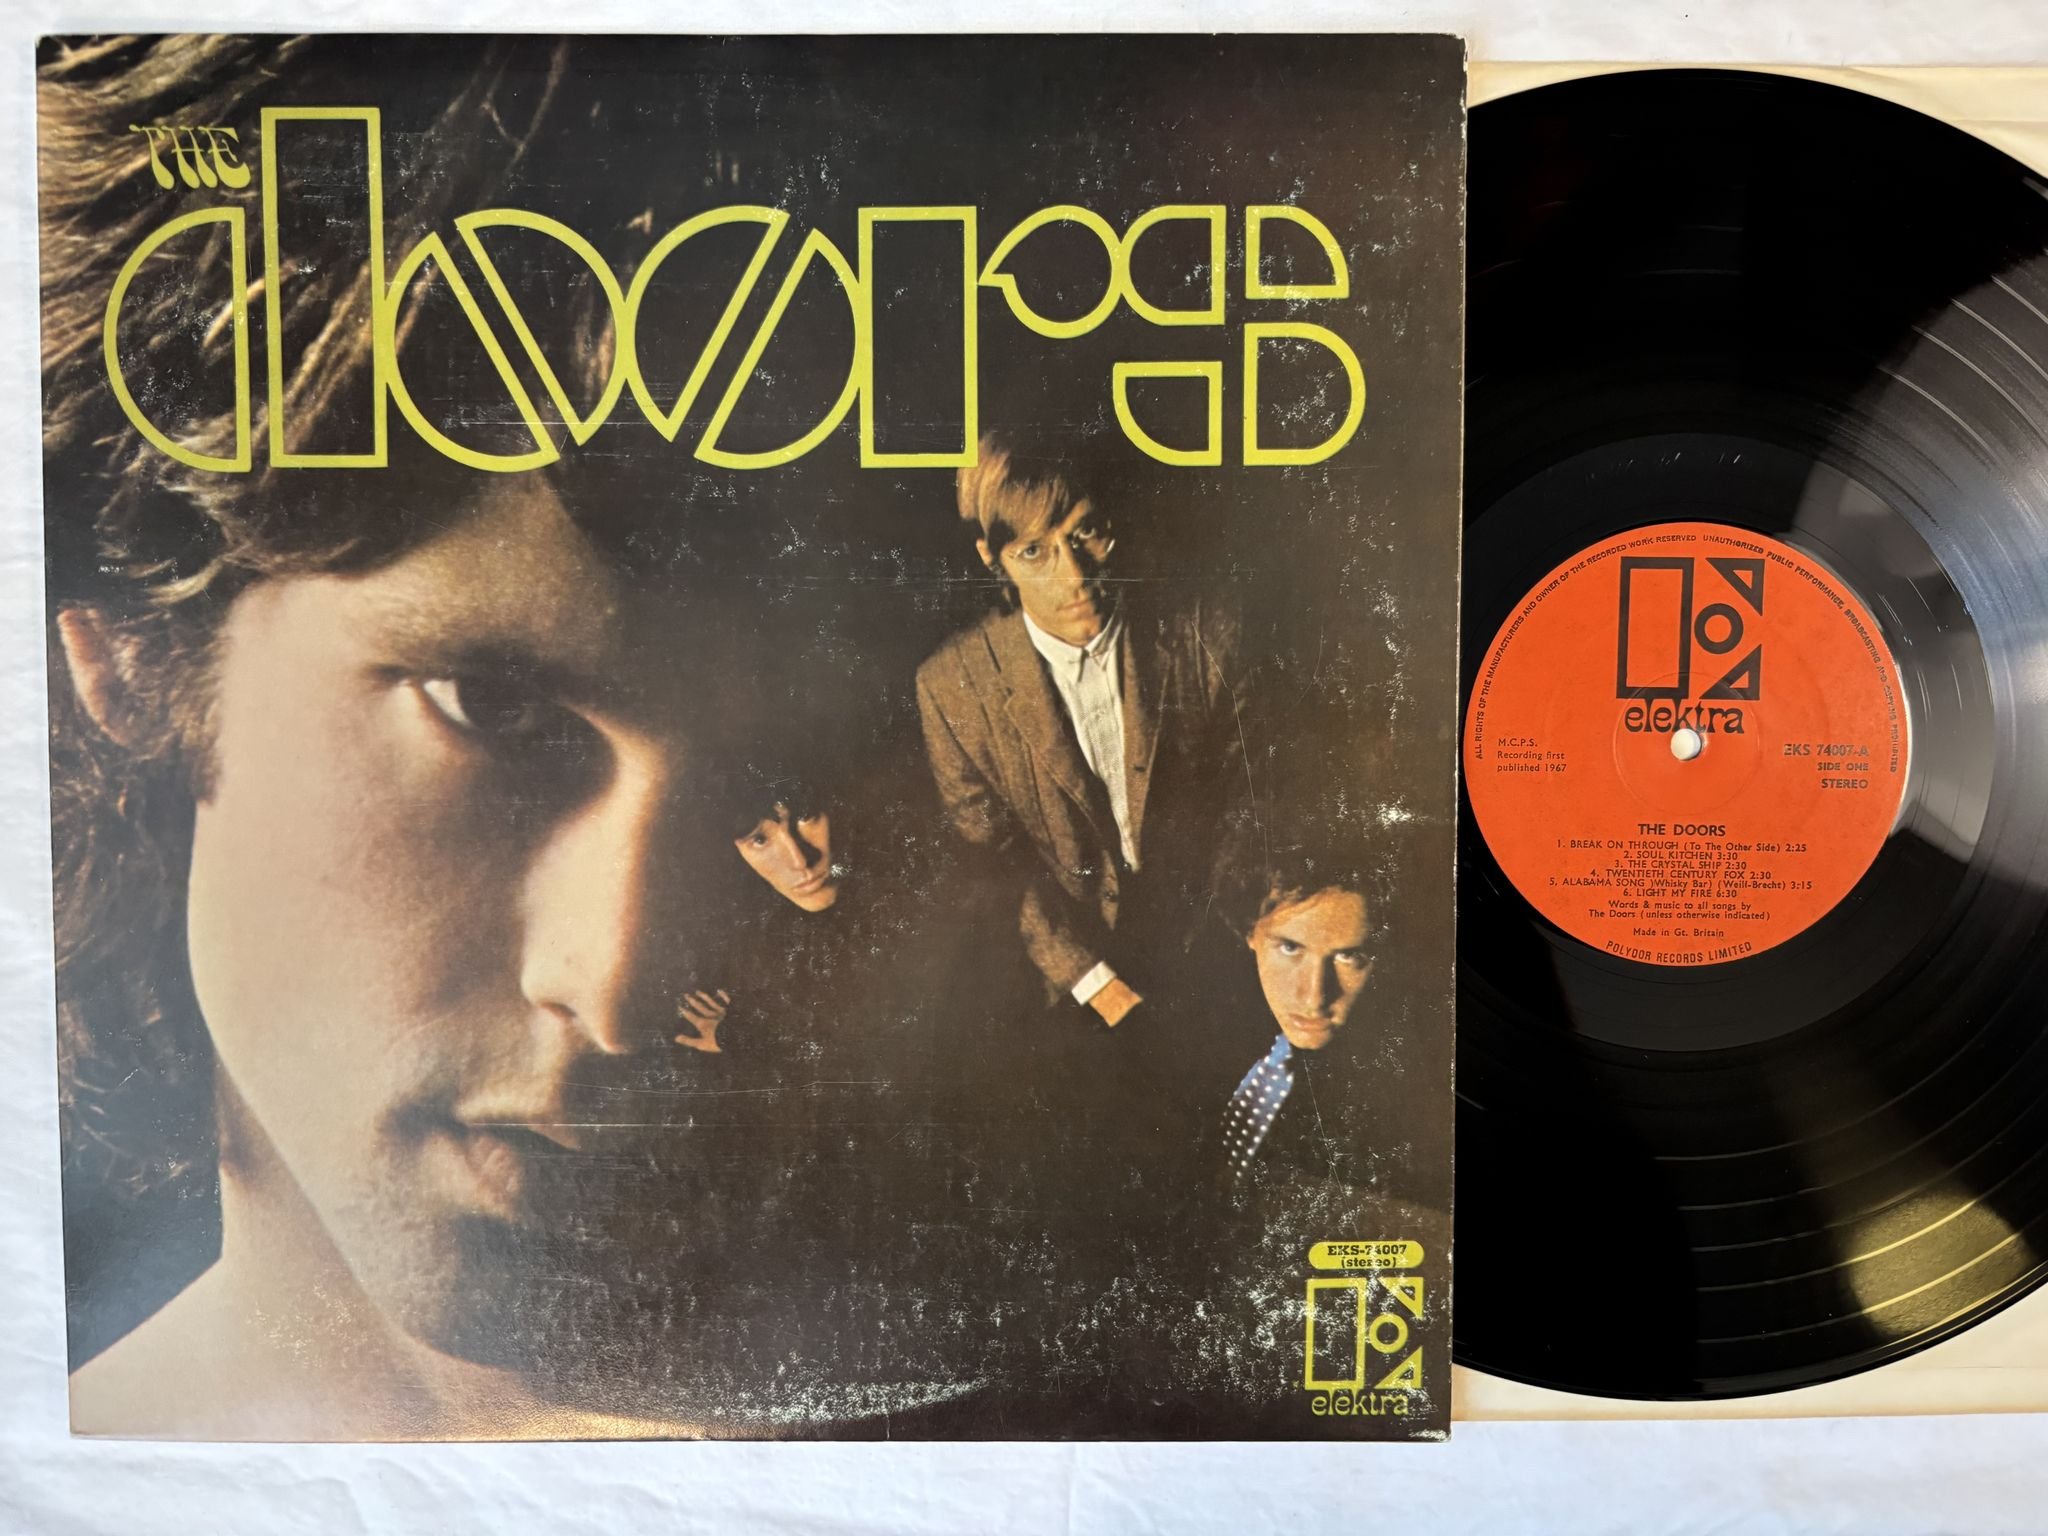 THE
doors
EKS-74007
(stereo)
elektra
ALL RIGHTS OF THE MANUFACTURERS AND OWNER OF THE RECORDED WORK RESERVED UNAUTHORIZED PUBLIC PERFORMANCE, BROADCASTING AND COPYING PROHIBITED
elektra
M.C.P.S.
Recording first
published 1967
EKS 74007-A
SIDE ONE
STEREO
THE DOORS
1. BREAK ON THROUGH (To The Other Side) 2:25
2. SOUL KITCHEN 3:30
3. THE CRYSTAL SHIP 2:30
4. TWENTIETH CENTURY FOX 2:30
5, ALABAMA SONG )Whisky Bar) (Weill-Brecht) 3:15
6. LIGHT MY FIRE 6:30
Words & music to all songs by
The Doors (unless otherwise indicated)
Made in Gt. Britain
POLYDOR RECORDS LIMITED